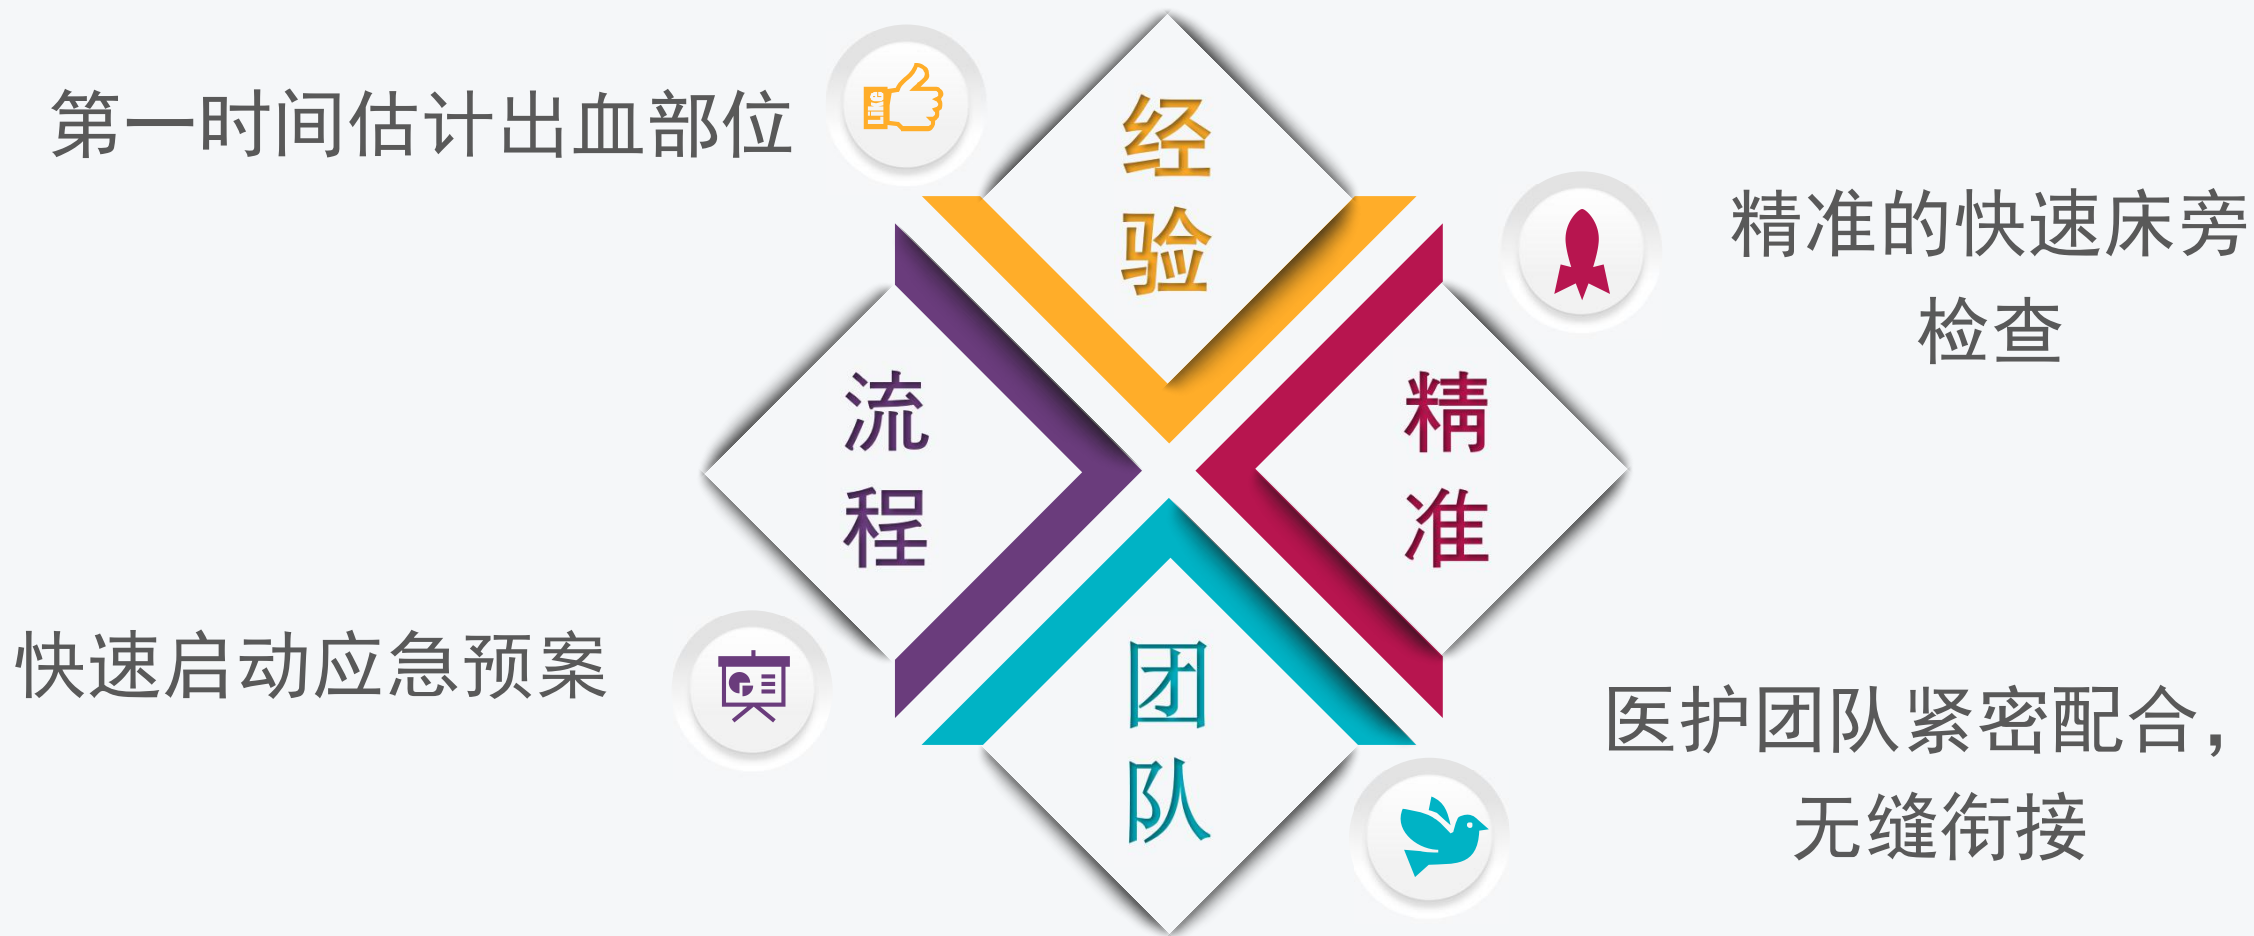 第一时间估计出血部位
Like
经
验
精准的快速床旁
检查
流
程
精
准
快速启动应急预案
团
队
医护团队紧密配合，
无缝衔接